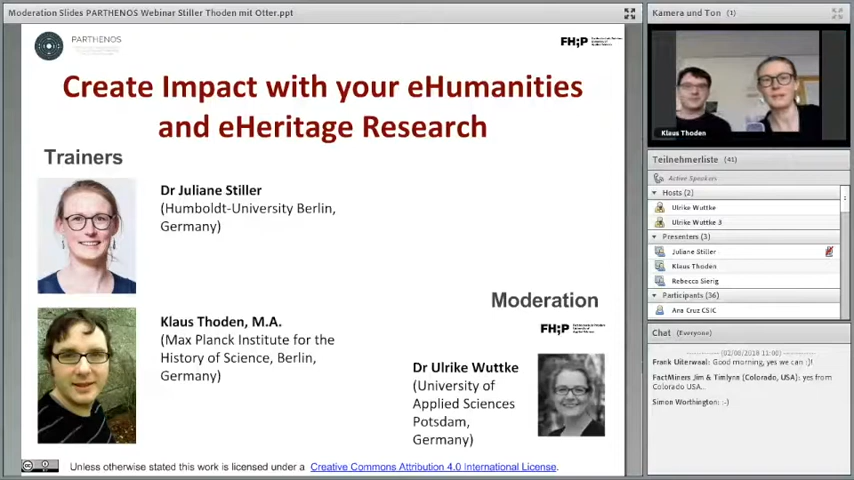 Moderation Slides PARTHENOS Webinar Stiller Thoden mit Otter.ppt
PARTHENOS
FH;P
Create Impact with your eHumanities
and eHeritage Research
Trainers
Dr Juliane Stiller
(Humboldt-University Berlin,
Germany)
Klaus Thoden, M.A.
(Max Planck Institute for the
History of Science, Berlin,
Germany)
Moderation
FH;P
Dr Ulrike Wuttke
(University of
Applied Sciences
Potsdam,
Germany)
cc
Unless otherwise stated this work is licensed under a Creative Commons Attribution 4.0 International License.
Kamera und Ton (1)
Klaus Thoden
Teilnehmerliste (41)
Active Speakers
Hosts (2)
Ulrike Wuttke
Ulrike Wuttke 3
Presenters (3)
Juliane Stiller
Klaus Thoden
Rebecca Sierig
Participants (36)
Ana Cruz CSIC
Chat (Everyone)
11:00)
Frank Uiterwaal: Good morning, yes we can :)!
FactMiners Jim & Timlynn (Colorado, USA): yes from
Colorado USA..
Simon Worthington: :-)